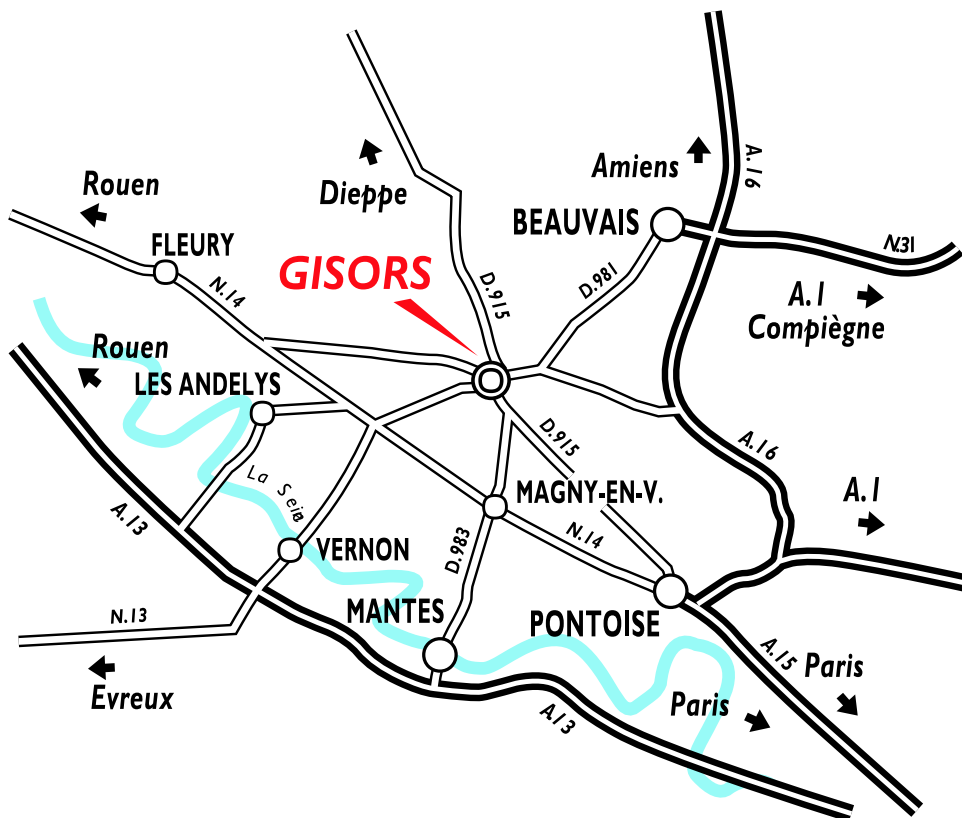 A.16
Amiens
Rouen
Dieppe
BEAUVAIS
FLEURY
N.31
GISORS
D.981
D.915
N.14
A.1
Compiègne
Rouen
LES ANDELYS
D.915
A.16
La Sein
MAGNY-EN-V.
A.1
A.13
N.14
VERNON
D.983
MANTES
PONTOISE
N.13
A.15
Paris
Evreux
Paris
A.13